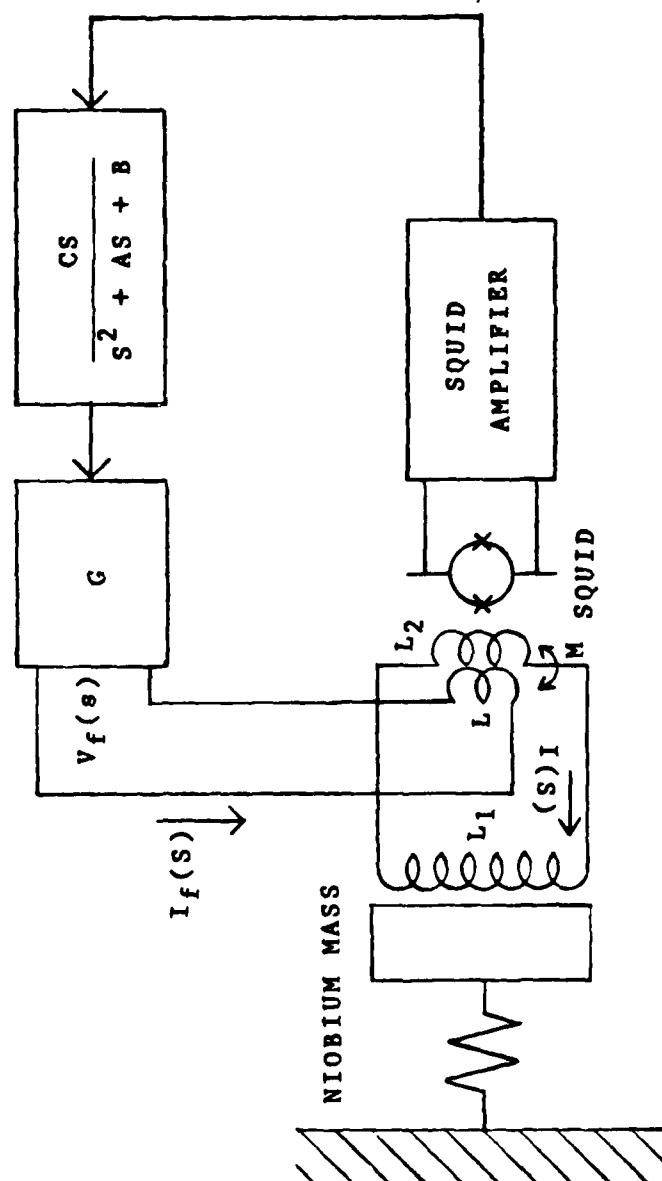 CS
S² + AS + B
G
V_f(s)
I_f(S)
NIOBIUM MASS
L₁
L₂
L
M
(S)I
SQUID
SQUID
AMPLIFIER